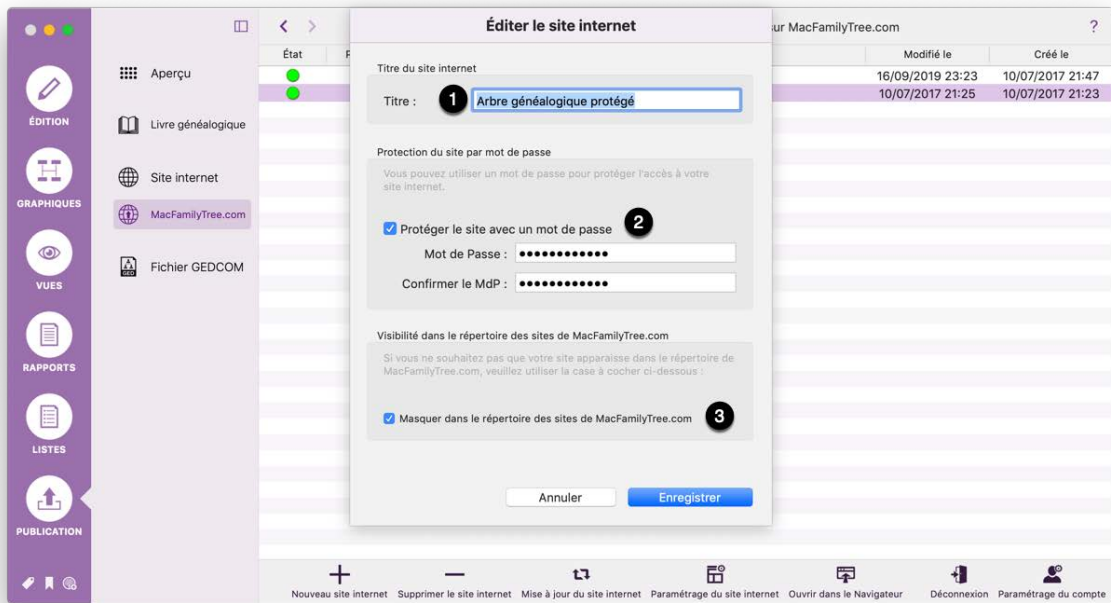 Éditer le site internet
sur MacFamilyTree.com
?
État
Modifié le
Créé le
16/09/2019 23:23
10/07/2017 21:47
10/07/2017 21:25
10/07/2017 21:23
ÉDITION
GRAPHIQUES
VUES
RAPPORTS
LISTES
PUBLICATION
Aperçu
Livre généalogique
Site internet
MacFamilyTree.com
GED
Fichier GEDCOM
Titre du site internet
Titre : 1 Arbre généalogique protégé
Protection du site par mot de passe
Vous pouvez utiliser un mot de passe pour protéger l'accès à votre
site internet.
Protéger le site avec un mot de passe 2
Mot de Passe : ••••••••••••
Confirmer le MdP : ••••••••••••
Visibilité dans le répertoire des sites de MacFamilyTree.com
Si vous ne souhaitez pas que votre site apparaisse dans le répertoire de
MacFamilyTree.com, veuillez utiliser la case à cocher ci-dessous :
Masquer dans le répertoire des sites de MacFamilyTree.com 3
Annuler
Enregistrer
Nouveau site internet
Supprimer le site internet
Mise à jour du site internet
Paramétrage du site internet
Ouvrir dans le Navigateur
Déconnexion
Paramétrage du compte